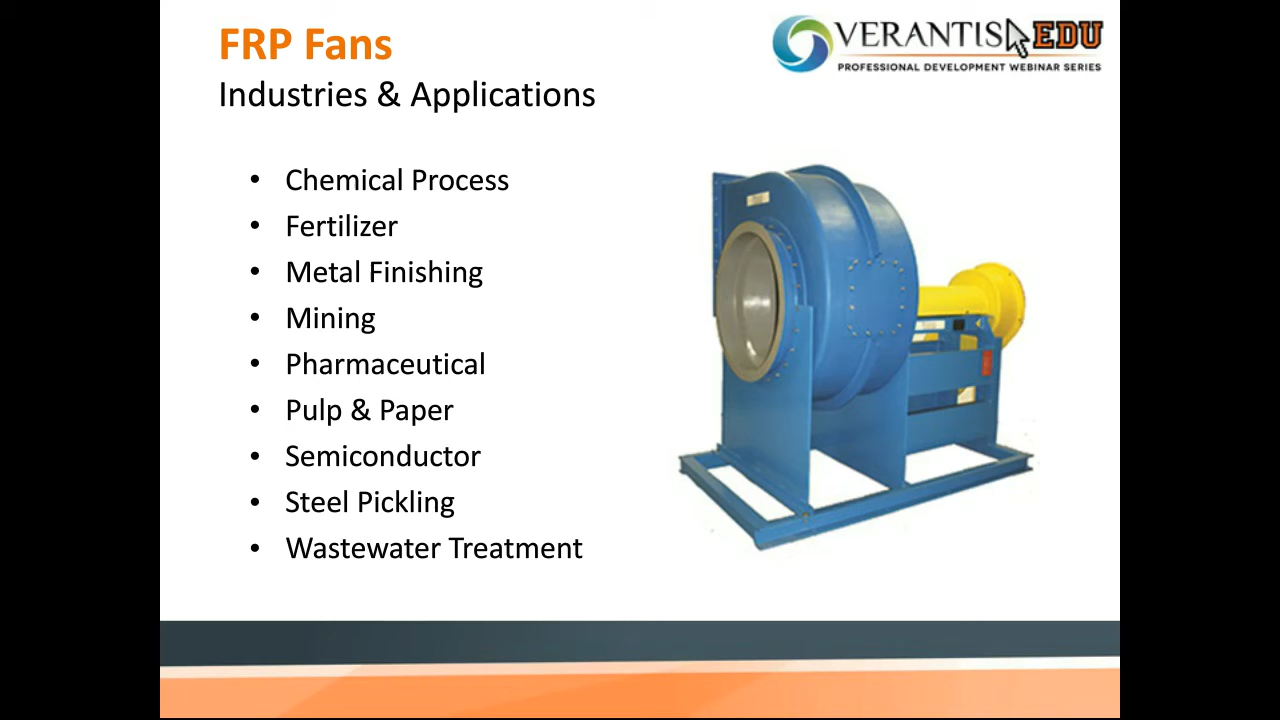 FRP Fans
Industries & Applications
VERANTIS EDU
PROFESSIONAL DEVELOPMENT WEBINAR SERIES
• Chemical Process
• Fertilizer
• Metal Finishing
• Mining
• Pharmaceutical
• Pulp & Paper
• Semiconductor
• Steel Pickling
• Wastewater Treatment